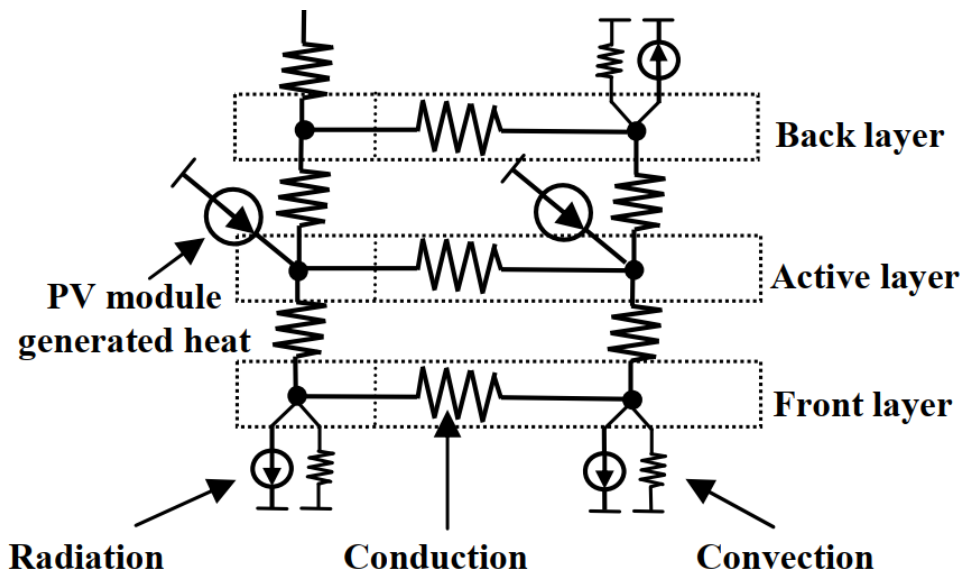 Back layer
PV module
generated heat
Active layer
Front layer
Radiation
Conduction
Convection